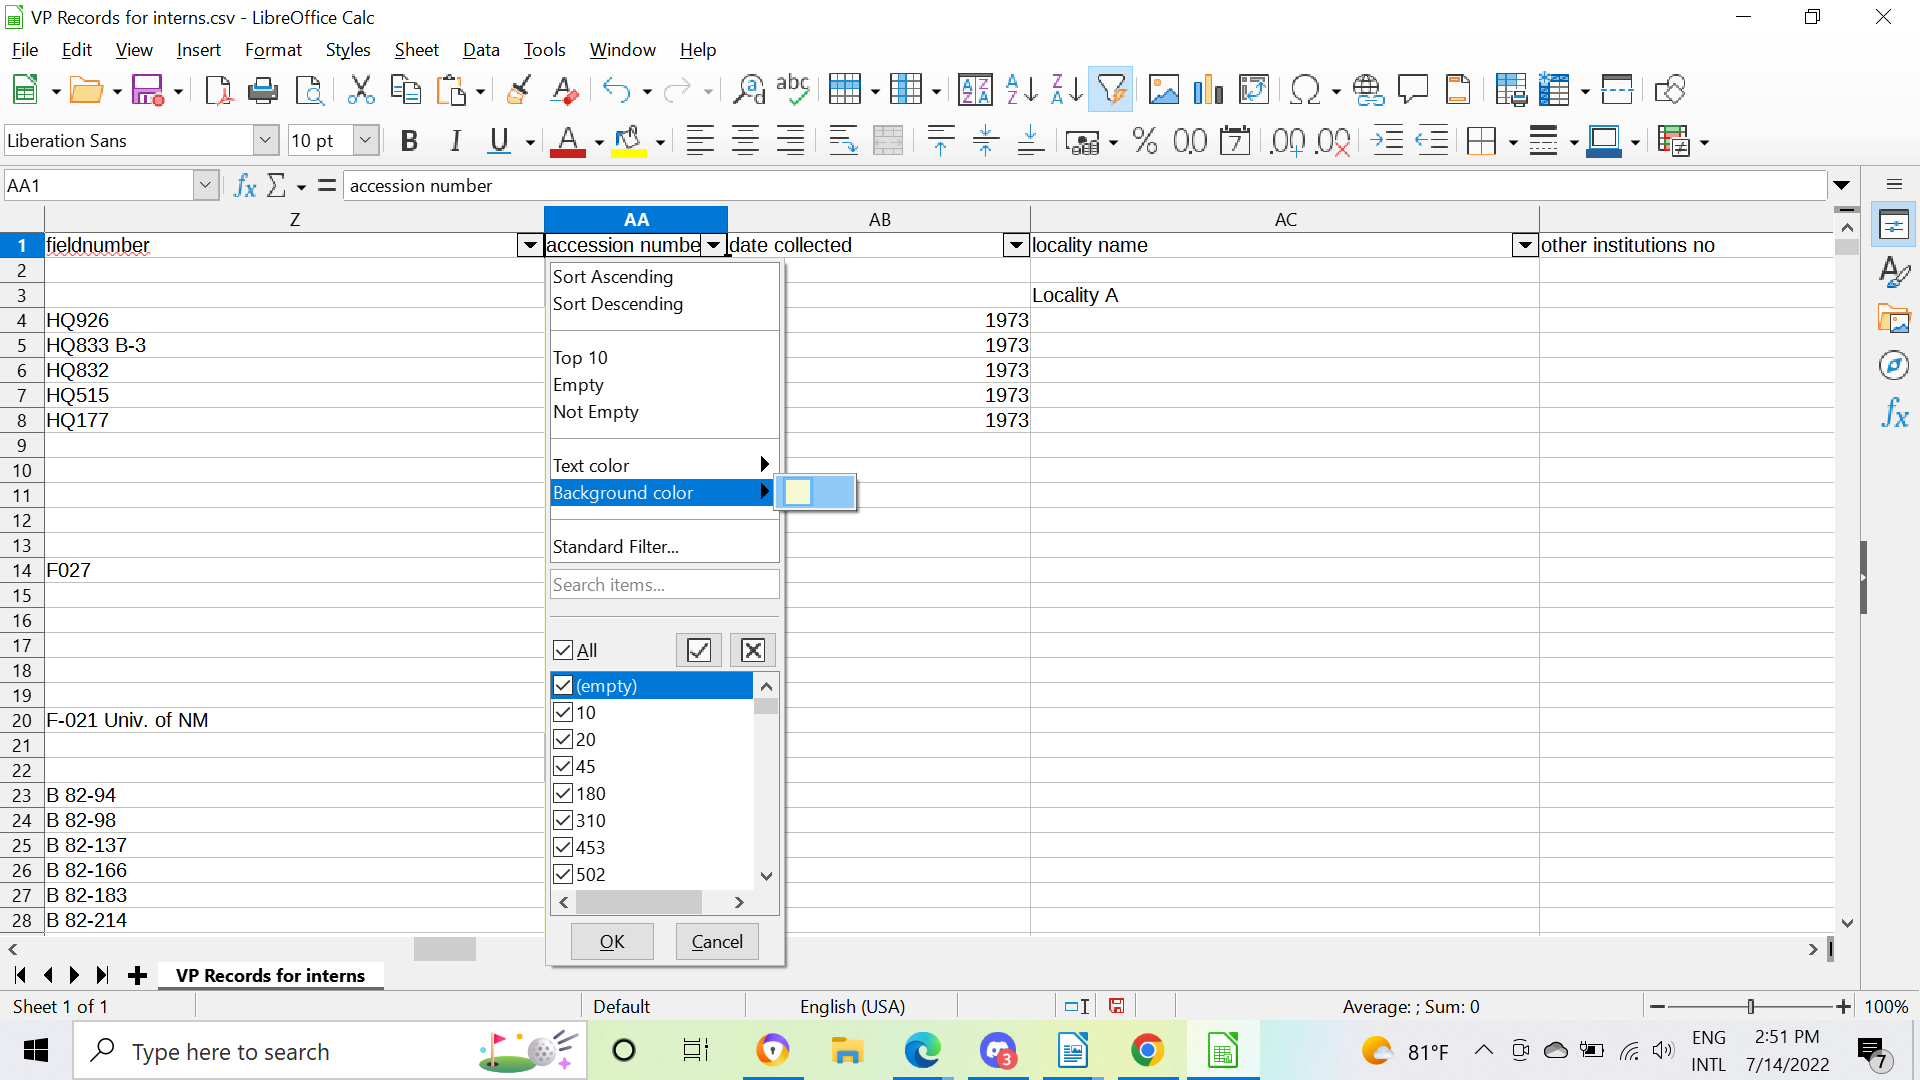 VP Records for interns.csv - LibreOffice Calc
File Edit View Insert Format Styles Sheet Data Tools Window Help
Liberation Sans 10 pt
AA1 accession number
Z AA AB AC
1 fieldnumber accession numbe date collected locality name other institutions no
2
3 Locality A
4 HQ926 1973
5 HQ833 B-3 1973
6 HQ832 1973
7 HQ515 1973
8 HQ177 1973
9
10
11
12
13
14 F027
15
16
17
18
19
20 F-021 Univ. of NM
21
22
23 B 82-94
24 B 82-98
25 B 82-137
26 B 82-166
27 B 82-183
28 B 82-214
Sort Ascending
Sort Descending
Top 10
Empty
Not Empty
Text color
Background color
Standard Filter...
Search items...
All
(empty)
10
20
45
180
310
453
502
OK Cancel
VP Records for interns
Sheet 1 of 1 Default English (USA) Average: ; Sum: 0 100%
Type here to search 3 81°F ENG INTL 2:51 PM 7/14/2022 7